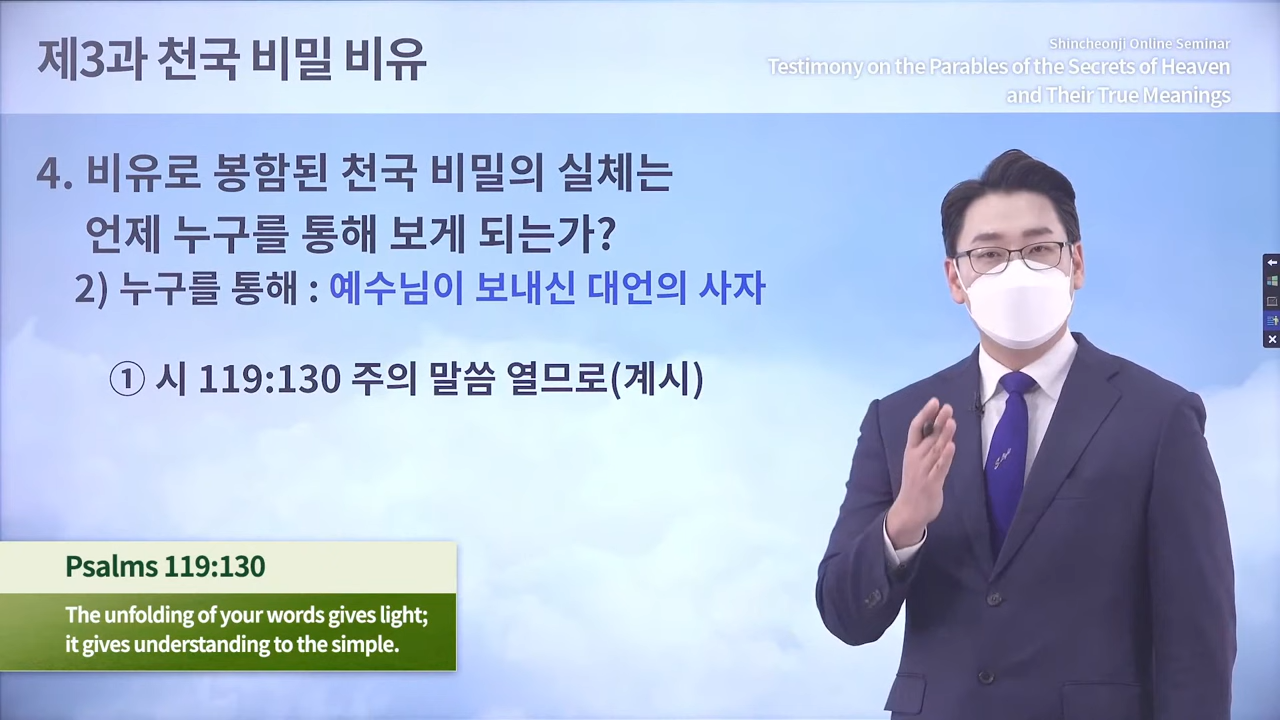 제3과 천국 비밀 비유
Shincheonji Online Seminar
Testimony on the Parables of the Secrets of Heaven
and Their True Meanings
4. 비유로 봉함된 천국 비밀의 실체는
언제 누구를 통해 보게 되는가?
2) 누구를 통해 : 예수님이 보내신 대언의 사자
① 시 119:130 주의 말씀 열므로(계시)
Psalms 119:130
The unfolding of your words gives light;
it gives understanding to the simple.